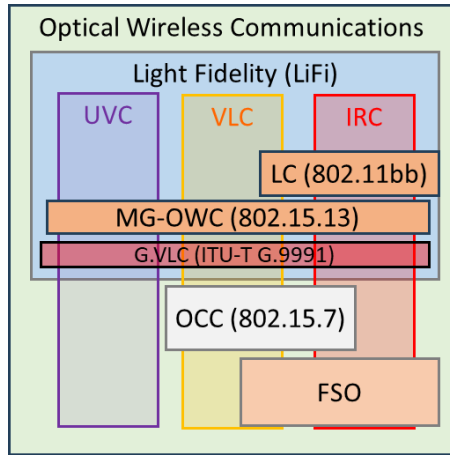 Optical Wireless Communications
Light Fidelity (LiFi)
UVC VLC IRC
LC (802.11bb)
MG-OWC (802.15.13)
G.VLC (ITU-T G.9991)
OCC (802.15.7)
FSO